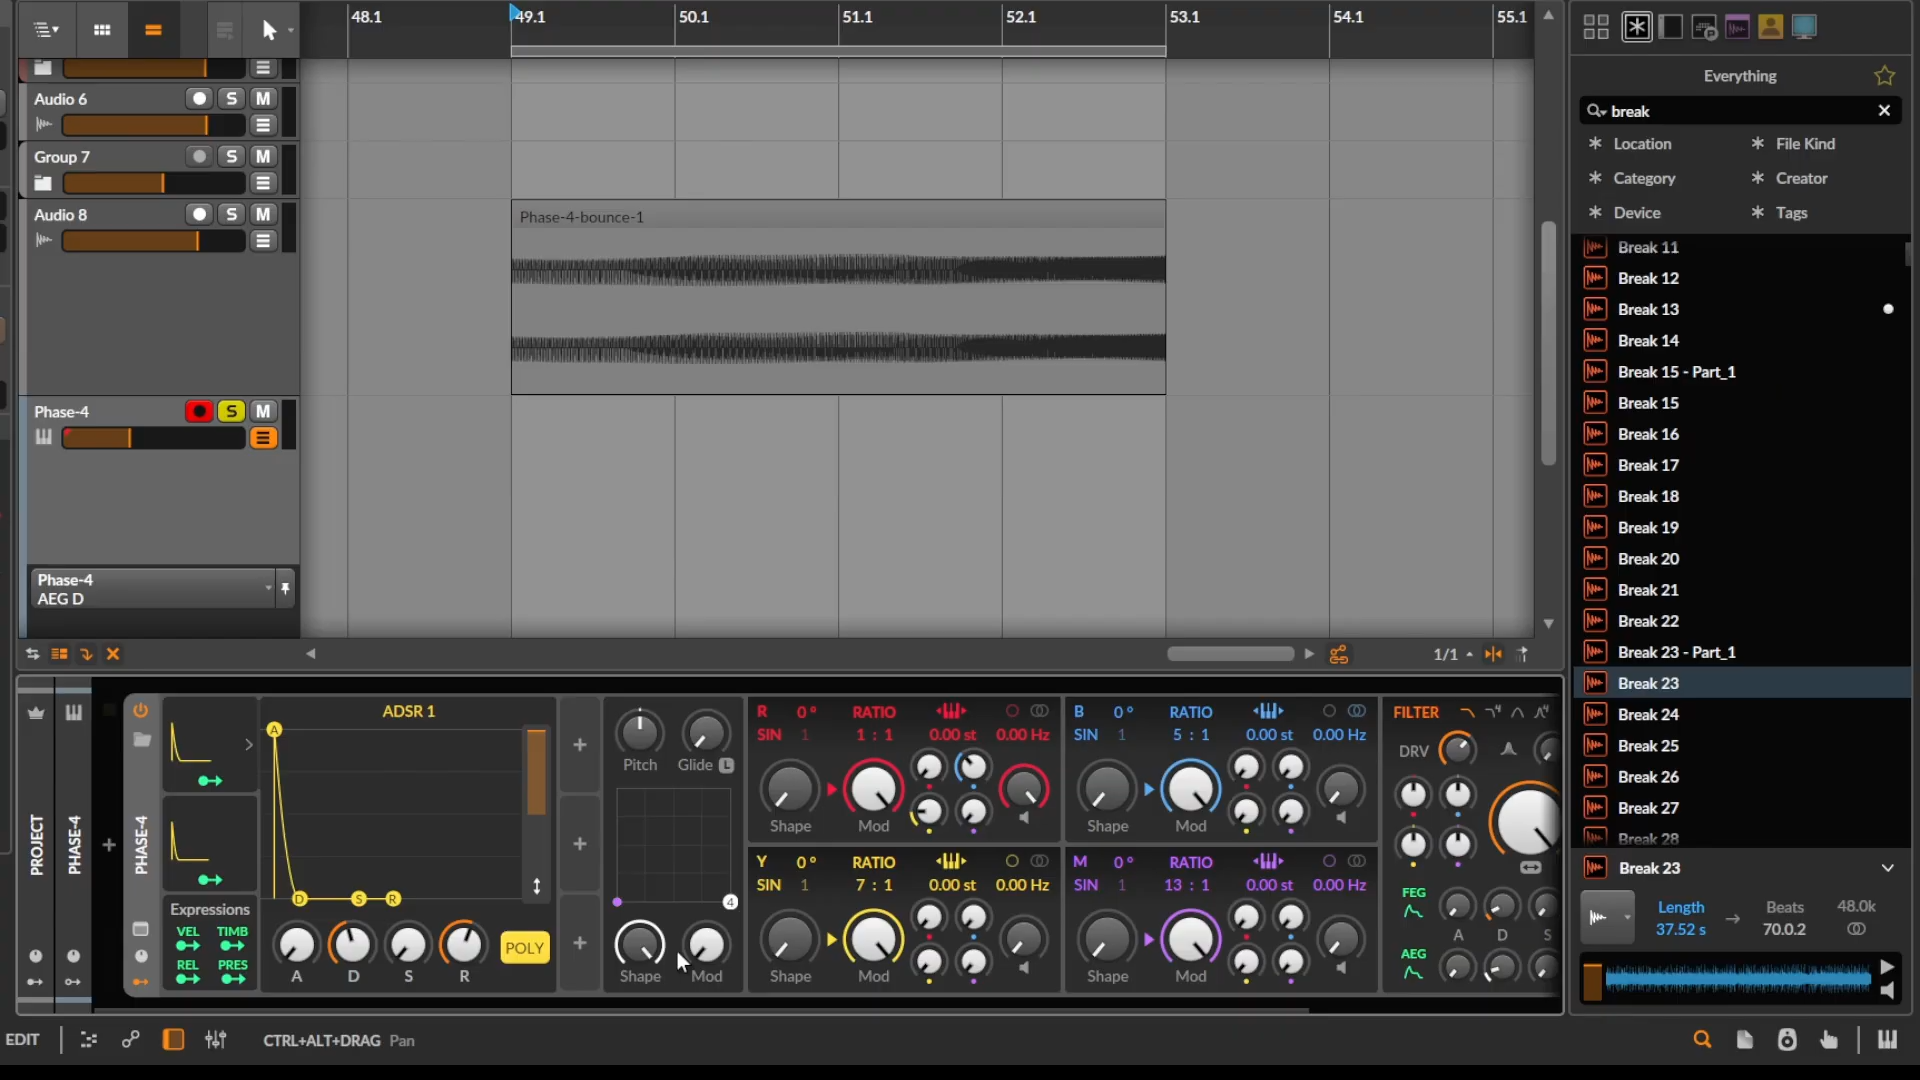 48.1 49.1 50.1 51.1 52.1 53.1 54.1 55.1
Audio 6 S M
Group 7 S M
Audio 8 S M
Phase-4-bounce-1
Phase-4 S M
Phase-4
AEG D
1/1
PROJECT
PHASE-4
PHASE-4
ADSR 1
A
D S R
Expressions
VEL TIMB
REL PRES
A D S R
POLY
Pitch Glide L
4
Shape Mod
R 0° RATIO
SIN 1 1 : 1 0.00 st 0.00 Hz
Shape Mod
B 0° RATIO
SIN 1 5 : 1 0.00 st 0.00 Hz
Shape Mod
Y 0° RATIO
SIN 1 7 : 1 0.00 st 0.00 Hz
Shape Mod
M 0° RATIO
SIN 1 13 : 1 0.00 st 0.00 Hz
Shape Mod
FILTER
DRV
FEG
A D S
AEG
EDIT CTRL+ALT+DRAG Pan
Everything
break
Location File Kind
Category Creator
Device Tags
Break 11
Break 12
Break 13
Break 14
Break 15 - Part_1
Break 15
Break 16
Break 17
Break 18
Break 19
Break 20
Break 21
Break 22
Break 23 - Part_1
Break 23
Break 24
Break 25
Break 26
Break 27
Break 28
Break 23
Length Beats 48.0k
37.52 s 70.0.2